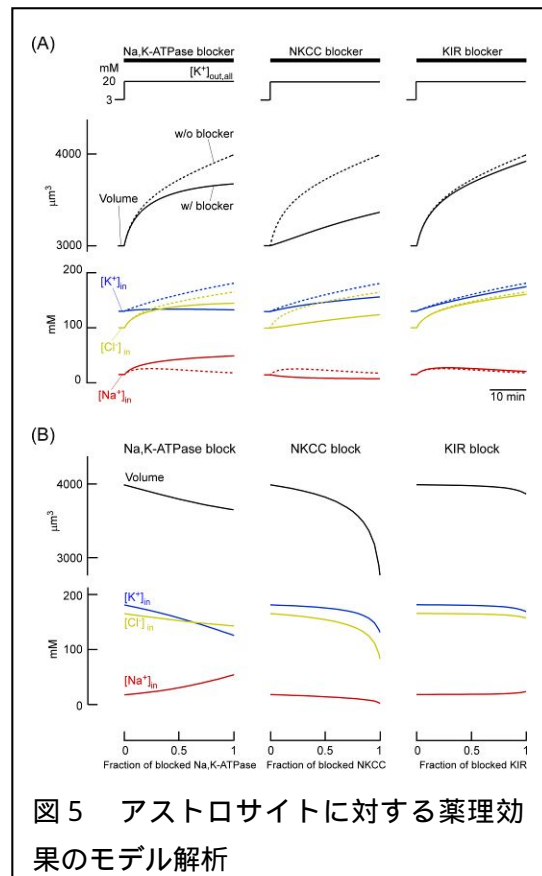 (A)
Na,K-ATPase blocker NKCC blocker KIR blocker
mM
20
3
[K⁺]out,all
w/o blocker
4000
μm³
Volume
w/ blocker
3000
200
[K⁺]in
mM
100
[Cl⁻]in
0
[Na⁺]in
10 min
(B)
Na,K-ATPase block NKCC block KIR block
Volume
4000
μm³
3000
200
[K⁺]in
[Cl⁻]in
mM
100
[Na⁺]in
0
0 0.5 1 0 0.5 1 0 0.5 1
Fraction of blocked Na,K-ATPase Fraction of blocked NKCC Fraction of blocked KIR
図5 アストロサイトに対する薬理効
果のモデル解析